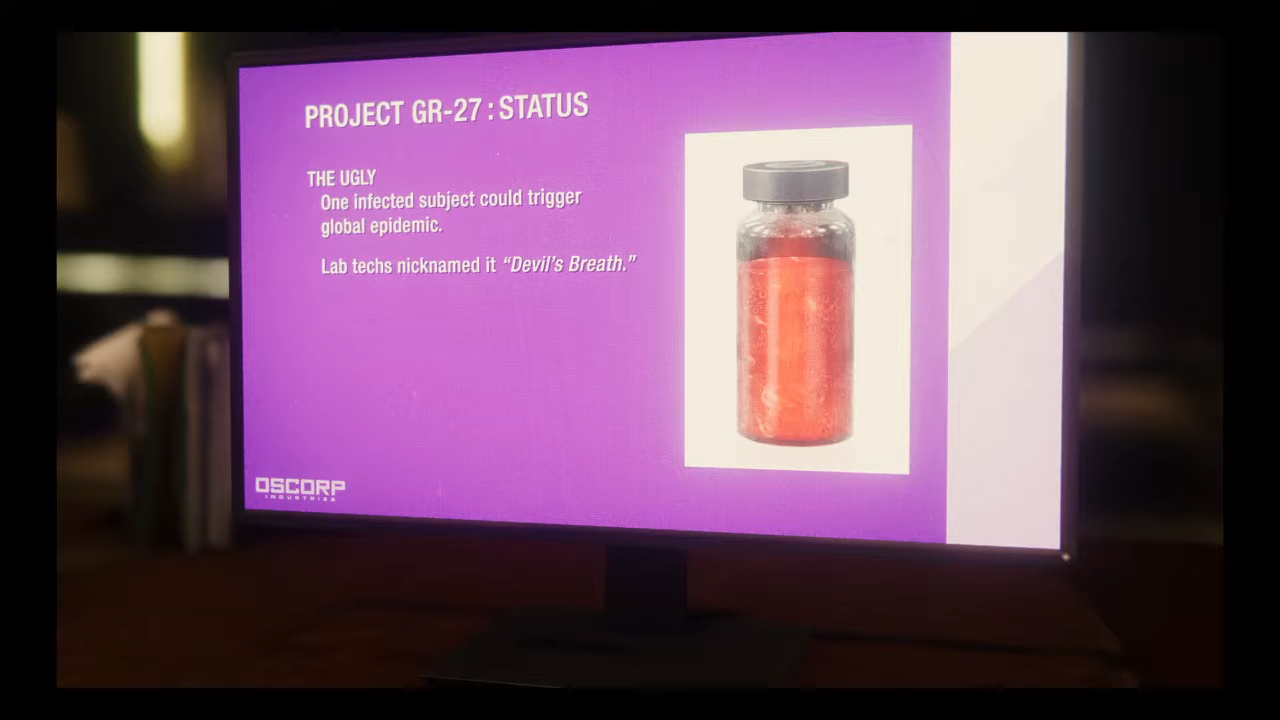 PROJECT GR-27 : STATUS
THE UGLY
One infected subject could trigger
global epidemic.
Lab techs nicknamed it “Devil's Breath.”
OSCORP
INDUSTRIES